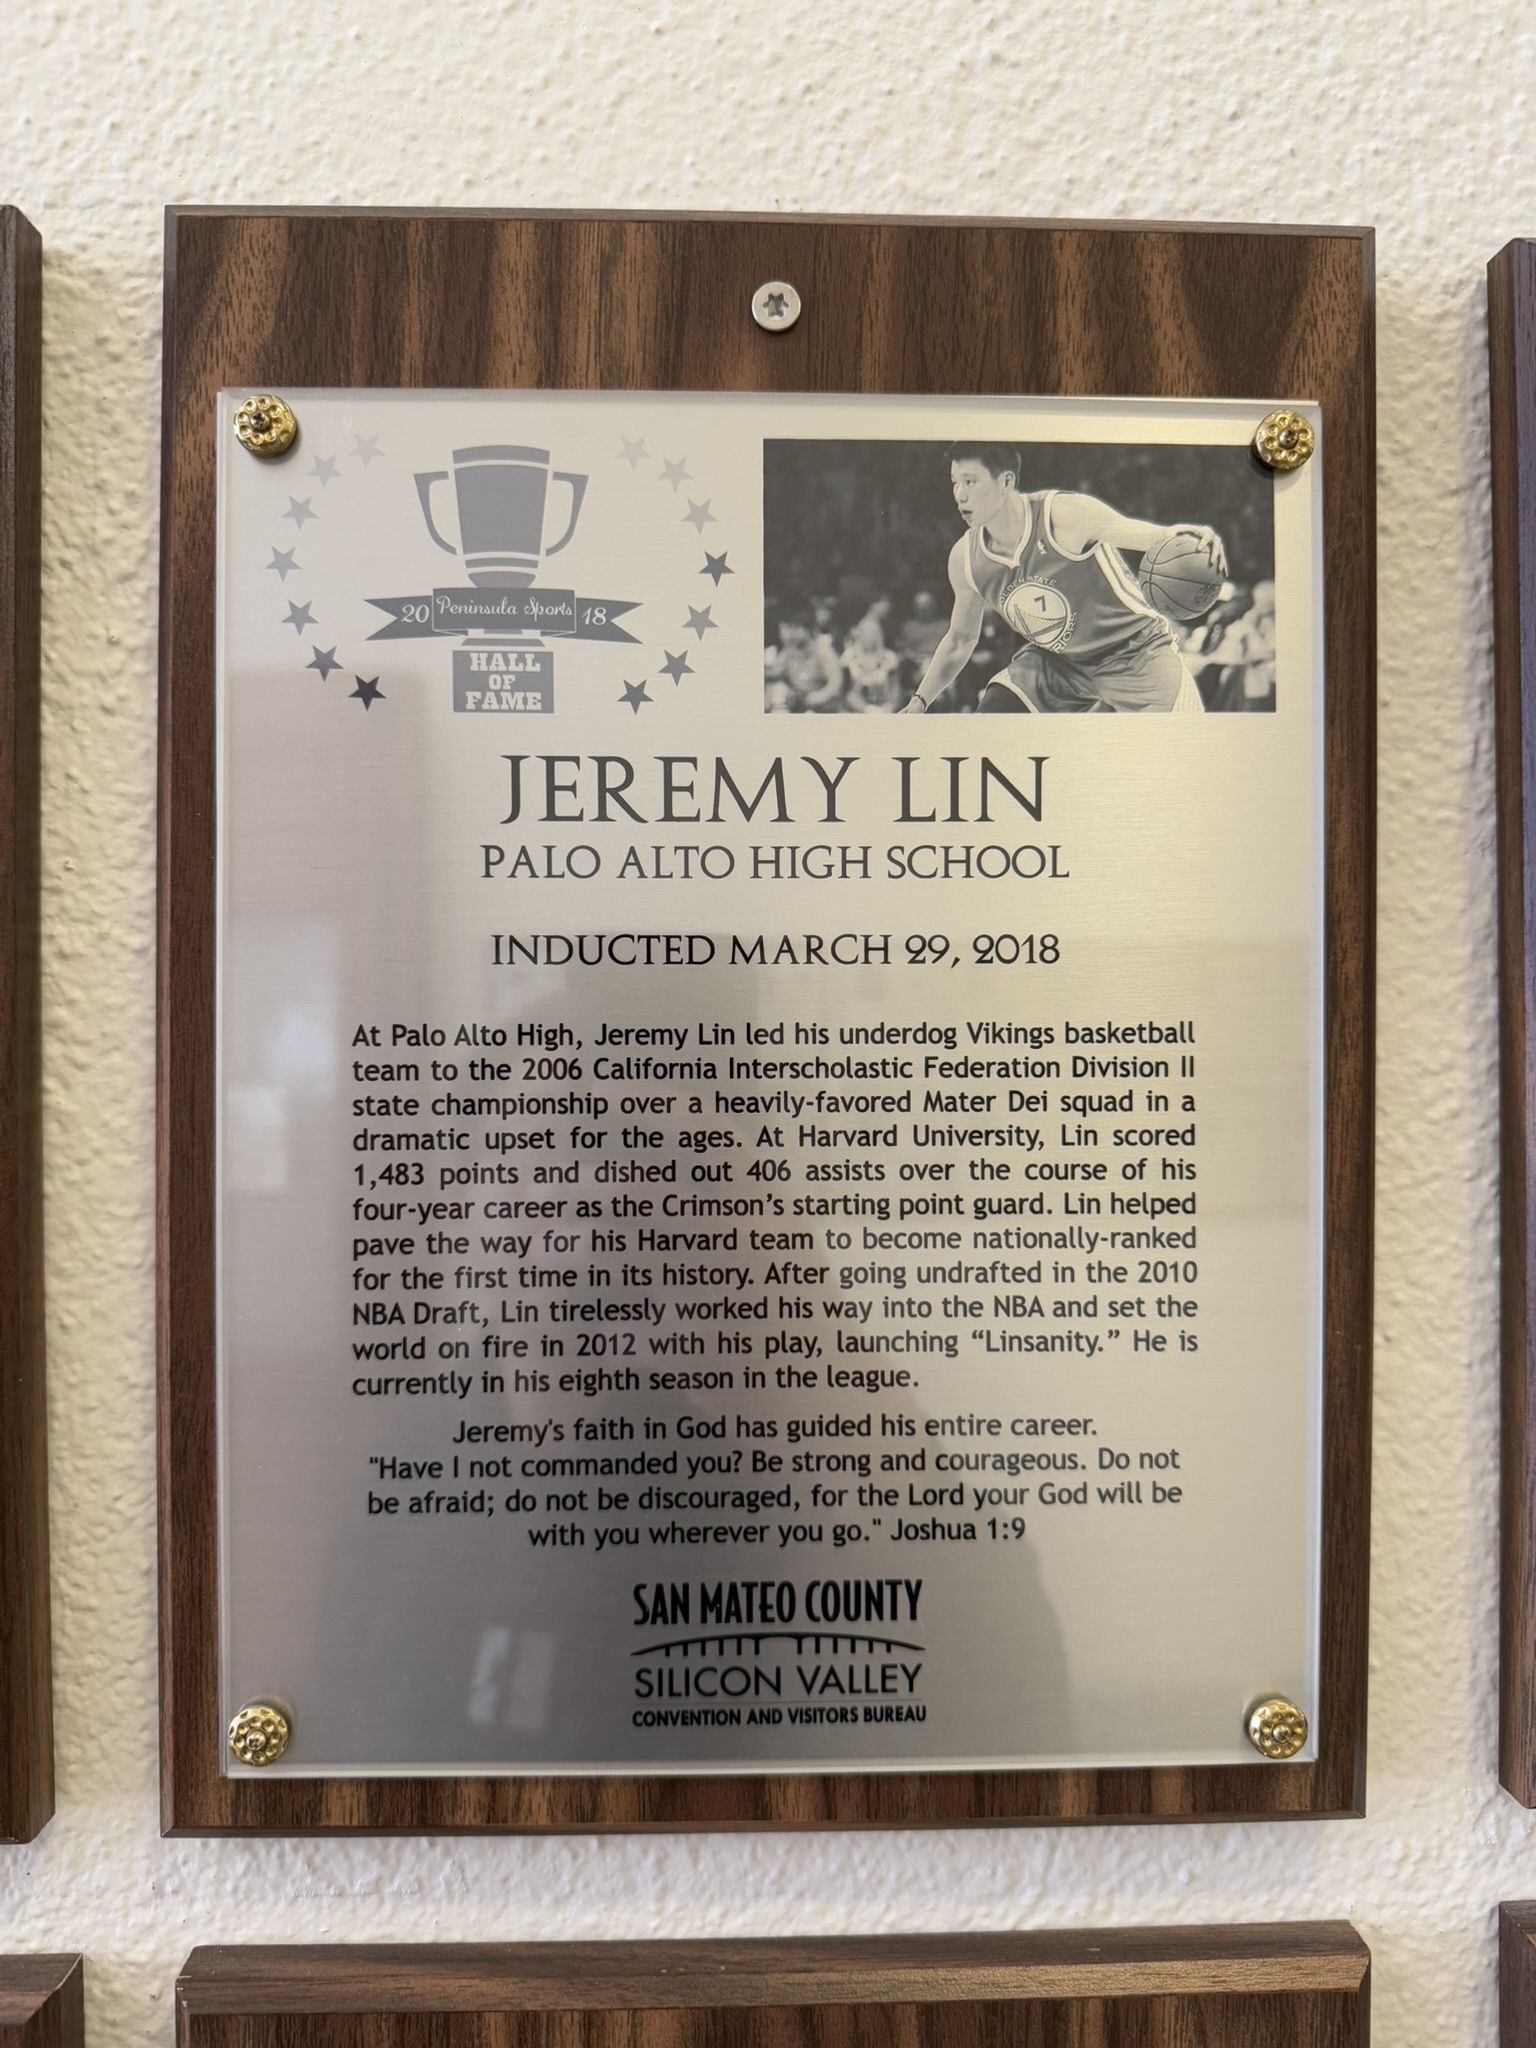 20 Peninsula Sports 18
HALL
OF
FAME
GOLDEN STATE
7
WARRIORS
JEREMY LIN
PALO ALTO HIGH SCHOOL
INDUCTED MARCH 29, 2018
At Palo Alto High, Jeremy Lin led his underdog Vikings basketball
team to the 2006 California Interscholastic Federation Division II
state championship over a heavily-favored Mater Dei squad in a
dramatic upset for the ages. At Harvard University, Lin scored
1,483 points and dished out 406 assists over the course of his
four-year career as the Crimson’s starting point guard. Lin helped
pave the way for his Harvard team to become nationally-ranked
for the first time in its history. After going undrafted in the 2010
NBA Draft, Lin tirelessly worked his way into the NBA and set the
world on fire in 2012 with his play, launching “Linsanity.” He is
currently in his eighth season in the league.
Jeremy's faith in God has guided his entire career.
"Have I not commanded you? Be strong and courageous. Do not
be afraid; do not be discouraged, for the Lord your God will be
with you wherever you go." Joshua 1:9
SAN MATEO COUNTY
SILICON VALLEY
CONVENTION AND VISITORS BUREAU